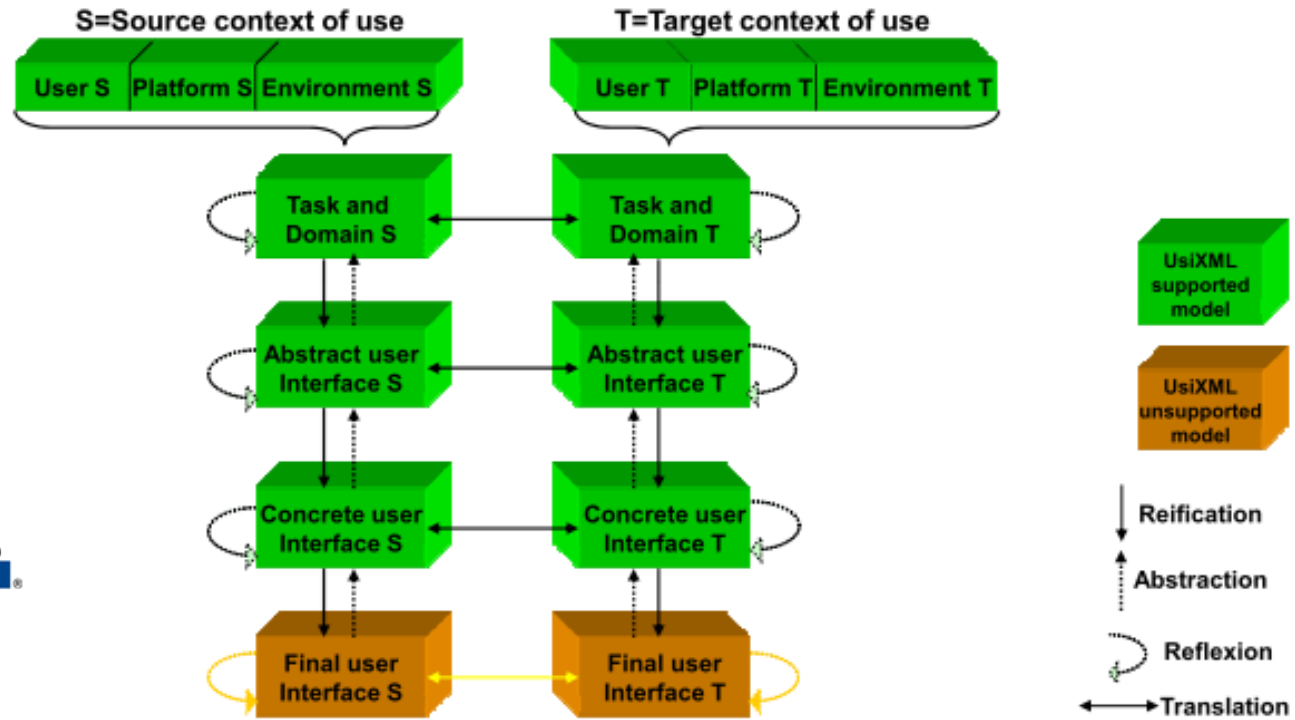 S=Source context of use
T=Target context of use
User S
Platform S
Environment S
User T
Platform T
Environment T
Task and
Domain S
Task and
Domain T
Abstract user
Interface S
Abstract user
Interface T
Concrete user
Interface S
Concrete user
Interface T
Final user
Interface S
Final user
Interface T
UsiXML
supported
model
UsiXML
unsupported
model
Reification
Abstraction
Reflexion
Translation
®